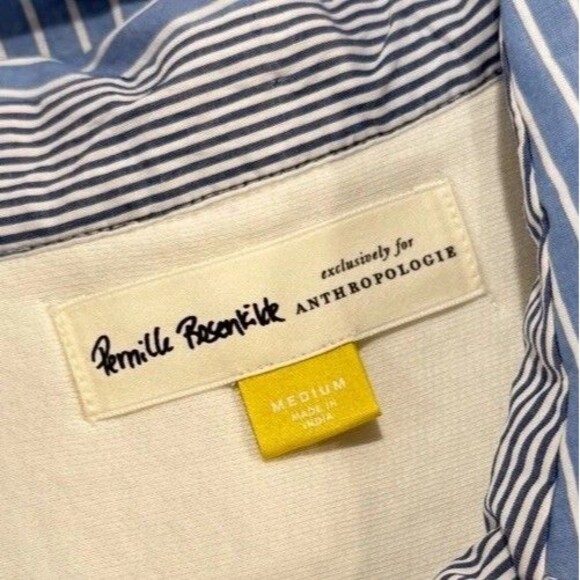 Pernille Rosenkilde
exclusively for
ANTHROPOLOGIE
MEDIUM
MADE IN
INDIA